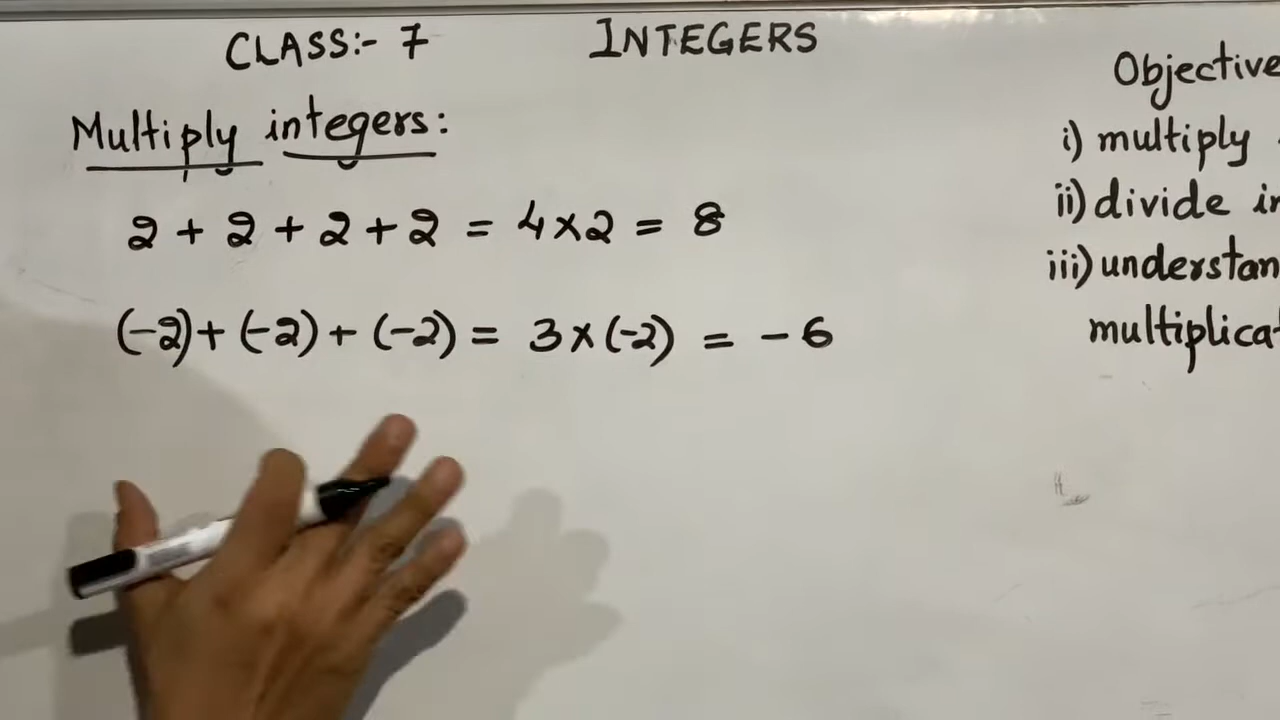 CLASS:- 7 INTEGERS
Multiply integers:
2 + 2 + 2 + 2 = 4×2 = 8
(-2)+(-2)+(-2) = 3×(-2) = -6
Objective
i) multiply
ii) divide in
iii) understan
multiplica